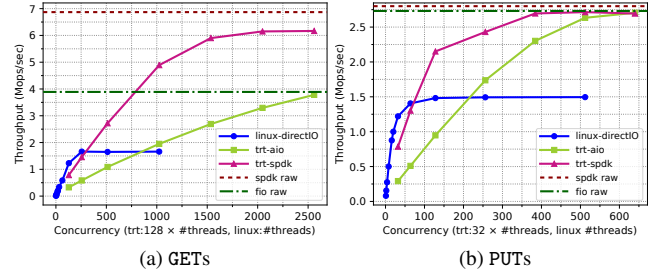 7
6
5
4
3
2
1
0
Throughput (Mops/sec)
linux-directIO
trt-aio
trt-spdk
spdk raw
fio raw
0 500 1000 1500 2000 2500
Concurrency (trt:128 × #threads, linux:#threads)
(a) GETs
2.5
2.0
1.5
1.0
0.5
0.0
Throughput (Mops/sec)
linux-directIO
trt-aio
trt-spdk
spdk raw
fio raw
0 100 200 300 400 500 600
Concurrency (trt:32 × #threads, linux #threads)
(b) PUTs